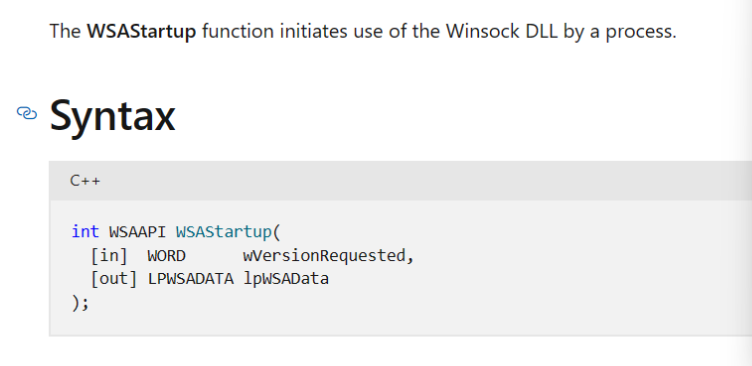 The WSAStartup function initiates use of the Winsock DLL by a process.
Syntax
C++
int WSAAPI WSAStartup(
  [in]  WORD      wVersionRequested,
  [out] LPWSADATA lpWSAData
);